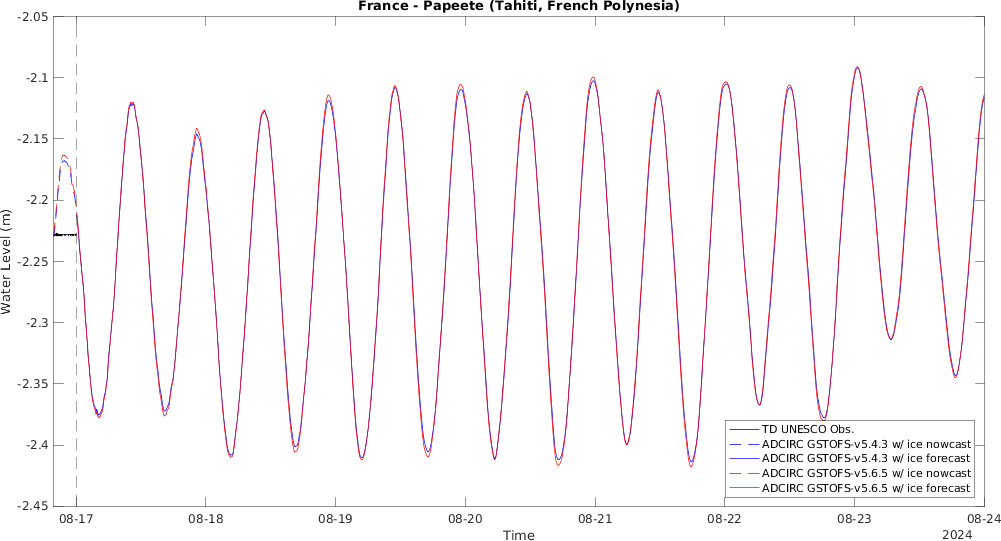 France - Papeete (Tahiti, French Polynesia)
-2.05
-2.1
-2.15
-2.2
-2.25
-2.3
-2.35
-2.4
-2.45
Water Level (m)
TD UNESCO Obs.
ADCIRC GSTOFS-v5.4.3 w/ ice nowcast
ADCIRC GSTOFS-v5.4.3 w/ ice forecast
ADCIRC GSTOFS-v5.6.5 w/ ice nowcast
ADCIRC GSTOFS-v5.6.5 w/ ice forecast
08-17 08-18 08-19 08-20 08-21 08-22 08-23 08-24
Time
2024